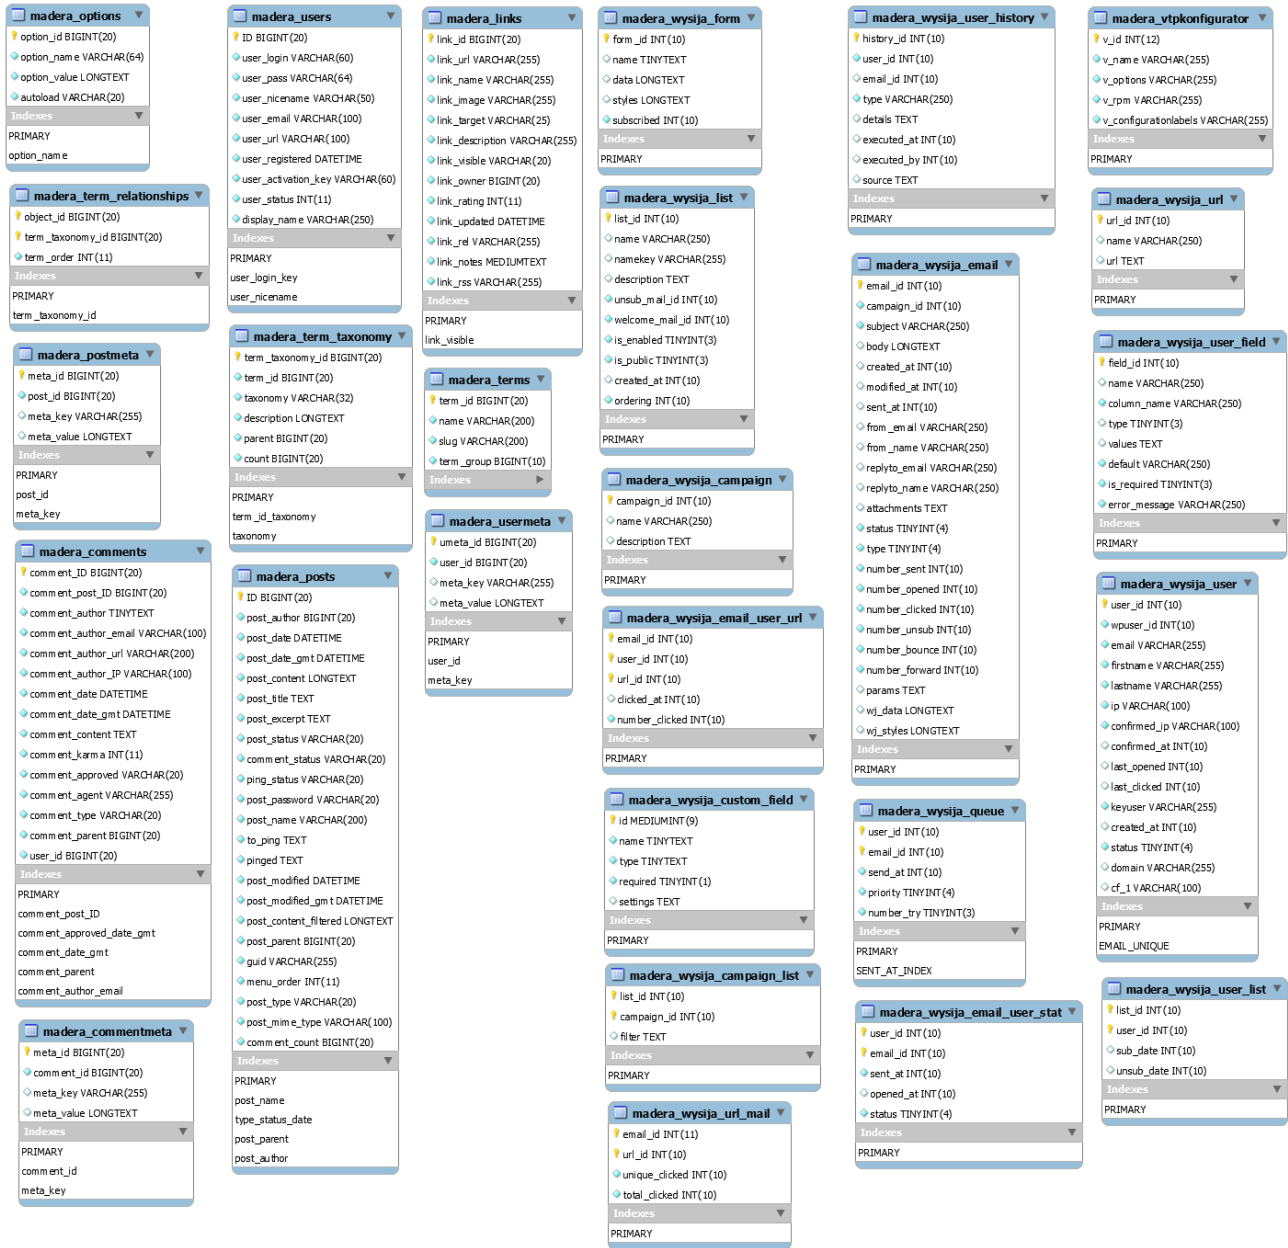 madera_options
option_id BIGINT(20)
option_name VARCHAR(64)
option_value LONGTEXT
autoload VARCHAR(20)
Indexes
PRIMARY
option_name
madera_term_relationships
object_id BIGINT(20)
term_taxonomy_id BIGINT(20)
term_order INT(11)
Indexes
PRIMARY
term_taxonomy_id
madera_postmeta
meta_id BIGINT(20)
post_id BIGINT(20)
meta_key VARCHAR(255)
meta_value LONGTEXT
Indexes
PRIMARY
post_id
meta_key
madera_comments
comment_ID BIGINT(20)
comment_post_ID BIGINT(20)
comment_author TINYTEXT
comment_author_email VARCHAR(100)
comment_author_url VARCHAR(200)
comment_author_IP VARCHAR(100)
comment_date DATETIME
comment_date_gmt DATETIME
comment_content TEXT
comment_karma INT(11)
comment_approved VARCHAR(20)
comment_agent VARCHAR(255)
comment_type VARCHAR(20)
comment_parent BIGINT(20)
user_id BIGINT(20)
Indexes
PRIMARY
comment_post_ID
comment_approved_date_gmt
comment_date_gmt
comment_parent
comment_author_email
madera_commentmeta
meta_id BIGINT(20)
comment_id BIGINT(20)
meta_key VARCHAR(255)
meta_value LONGTEXT
Indexes
PRIMARY
comment_id
meta_key
madera_users
ID BIGINT(20)
user_login VARCHAR(60)
user_pass VARCHAR(64)
user_nicename VARCHAR(50)
user_email VARCHAR(100)
user_url VARCHAR(100)
user_registered DATETIME
user_activation_key VARCHAR(60)
user_status INT(11)
display_name VARCHAR(250)
Indexes
PRIMARY
user_login_key
user_nicename
madera_term_taxonomy
term_taxonomy_id BIGINT(20)
term_id BIGINT(20)
taxonomy VARCHAR(32)
description LONGTEXT
parent BIGINT(20)
count BIGINT(20)
Indexes
PRIMARY
term_id_taxonomy
taxonomy
madera_posts
ID BIGINT(20)
post_author BIGINT(20)
post_date DATETIME
post_date_gmt DATETIME
post_content LONGTEXT
post_title TEXT
post_excerpt TEXT
post_status VARCHAR(20)
comment_status VARCHAR(20)
ping_status VARCHAR(20)
post_password VARCHAR(20)
post_name VARCHAR(200)
to_ping TEXT
pinged TEXT
post_modified DATETIME
post_modified_gmt DATETIME
post_content_filtered LONGTEXT
post_parent BIGINT(20)
guid VARCHAR(255)
menu_order INT(11)
post_type VARCHAR(20)
post_mime_type VARCHAR(100)
comment_count BIGINT(20)
Indexes
PRIMARY
post_name
type_status_date
post_parent
post_author
madera_links
link_id BIGINT(20)
link_url VARCHAR(255)
link_name VARCHAR(255)
link_image VARCHAR(255)
link_target VARCHAR(25)
link_description VARCHAR(255)
link_visible VARCHAR(20)
link_owner BIGINT(20)
link_rating INT(11)
link_updated DATETIME
link_rel VARCHAR(255)
link_notes MEDIUMTEXT
link_rss VARCHAR(255)
Indexes
PRIMARY
link_visible
madera_terms
term_id BIGINT(20)
name VARCHAR(200)
slug VARCHAR(200)
term_group BIGINT(10)
Indexes
madera_usermeta
umeta_id BIGINT(20)
user_id BIGINT(20)
meta_key VARCHAR(255)
meta_value LONGTEXT
Indexes
PRIMARY
user_id
meta_key
madera_wysija_form
form_id INT(10)
name TINYTEXT
data LONGTEXT
styles LONGTEXT
subscribed INT(10)
Indexes
PRIMARY
madera_wysija_list
list_id INT(10)
name VARCHAR(250)
namekey VARCHAR(255)
description TEXT
unsub_mail_id INT(10)
welcome_mail_id INT(10)
is_enabled TINYINT(3)
is_public TINYINT(3)
created_at INT(10)
ordering INT(10)
Indexes
PRIMARY
madera_wysija_campaign
campaign_id INT(10)
name VARCHAR(250)
description TEXT
Indexes
PRIMARY
madera_wysija_email_user_url
email_id INT(10)
user_id INT(10)
url_id INT(10)
clicked_at INT(10)
number_clicked INT(10)
Indexes
PRIMARY
madera_wysija_custom_field
id MEDIUMINT(9)
name TINYTEXT
type TINYTEXT
required TINYINT(1)
settings TEXT
Indexes
PRIMARY
madera_wysija_campaign_list
list_id INT(10)
campaign_id INT(10)
filter TEXT
Indexes
PRIMARY
madera_wysija_url_mail
email_id INT(11)
url_id INT(10)
unique_clicked INT(10)
total_clicked INT(10)
Indexes
PRIMARY
madera_wysija_user_history
history_id INT(10)
user_id INT(10)
email_id INT(10)
type VARCHAR(250)
details TEXT
executed_at INT(10)
executed_by INT(10)
source TEXT
Indexes
PRIMARY
madera_wysija_email
email_id INT(10)
campaign_id INT(10)
subject VARCHAR(250)
body LONGTEXT
created_at INT(10)
modified_at INT(10)
sent_at INT(10)
from_email VARCHAR(250)
from_name VARCHAR(250)
replyto_email VARCHAR(250)
replyto_name VARCHAR(250)
attachments TEXT
status TINYINT(4)
type TINYINT(4)
number_sent INT(10)
number_opened INT(10)
number_clicked INT(10)
number_unsub INT(10)
number_bounce INT(10)
number_forward INT(10)
params TEXT
wj_data LONGTEXT
wj_styles LONGTEXT
Indexes
PRIMARY
madera_wysija_queue
user_id INT(10)
email_id INT(10)
send_at INT(10)
priority TINYINT(4)
number_try TINYINT(3)
Indexes
PRIMARY
SENT_AT_INDEX
madera_wysija_email_user_stat
user_id INT(10)
email_id INT(10)
sent_at INT(10)
opened_at INT(10)
status TINYINT(4)
Indexes
PRIMARY
madera_vtpkonfigurator
v_id INT(12)
v_name VARCHAR(255)
v_options VARCHAR(255)
v_rpm VARCHAR(255)
v_configurationlabels VARCHAR(255)
Indexes
PRIMARY
madera_wysija_url
url_id INT(10)
name VARCHAR(250)
url TEXT
Indexes
PRIMARY
madera_wysija_user_field
field_id INT(10)
name VARCHAR(250)
column_name VARCHAR(250)
type TINYINT(3)
values TEXT
default VARCHAR(250)
is_required TINYINT(3)
error_message VARCHAR(250)
Indexes
PRIMARY
madera_wysija_user
user_id INT(10)
wpuser_id INT(10)
email VARCHAR(255)
firstname VARCHAR(255)
lastname VARCHAR(255)
ip VARCHAR(100)
confirmed_ip VARCHAR(100)
confirmed_at INT(10)
last_opened INT(10)
last_clicked INT(10)
keyuser VARCHAR(255)
created_at INT(10)
status TINYINT(4)
domain VARCHAR(255)
cf_1 VARCHAR(100)
Indexes
PRIMARY
EMAIL_UNIQUE
madera_wysija_user_list
list_id INT(10)
user_id INT(10)
sub_date INT(10)
unsub_date INT(10)
Indexes
PRIMARY